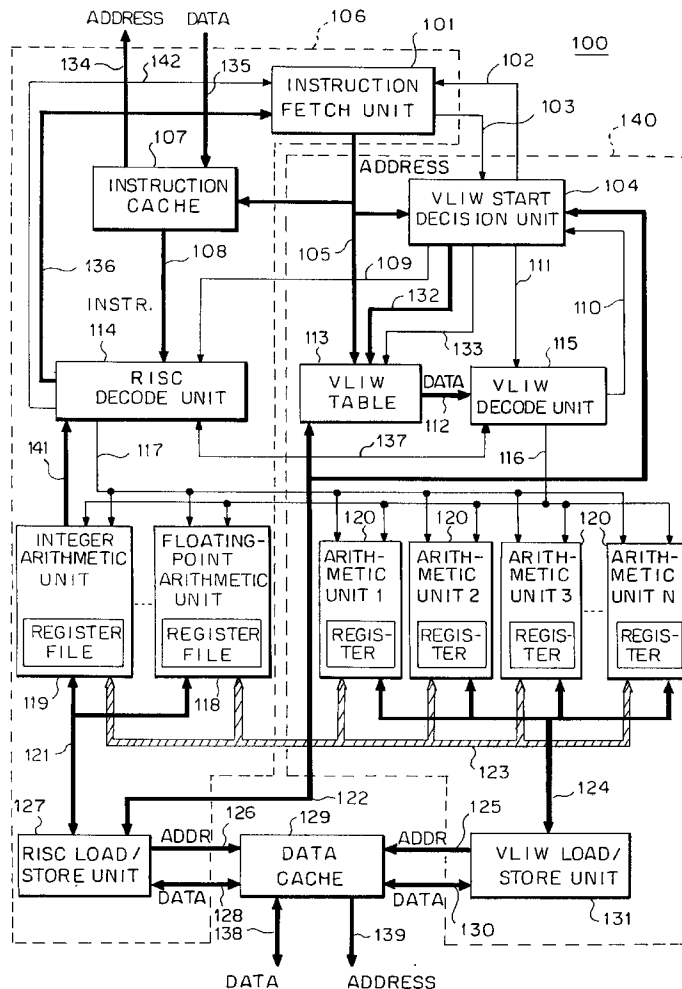 ADDRESS
DATA
106
101
100
134
142
135
INSTRUCTION
FETCH UNIT
102
103
140
107
ADDRESS
104
INSTRUCTION
CACHE
VLIW START
DECISION UNIT
108
105
109
111
110
136
132
INSTR.
133
114
113
115
RISC
DECODE UNIT
VLIW
TABLE
DATA
112
VLIW
DECODE UNIT
141
117
137
116
120
120
120
INTEGER
ARITHMETIC
UNIT
REGISTER
FILE
FLOATING-
POINT
ARITHMETIC
UNIT
REGISTER
FILE
ARITH-
METIC
UNIT 1
REGIS-
TER
ARITH-
METIC
UNIT 2
REGIS-
TER
ARITH-
METIC
UNIT 3
REGIS-
TER
ARITH-
METIC
UNIT N
REGIS-
TER
119
118
121
123
122
124
127
126
129
125
RISC LOAD/
STORE UNIT
ADDR
DATA
CACHE
ADDR
VLIW LOAD/
STORE UNIT
DATA
128
DATA
130
131
138
139
DATA
ADDRESS